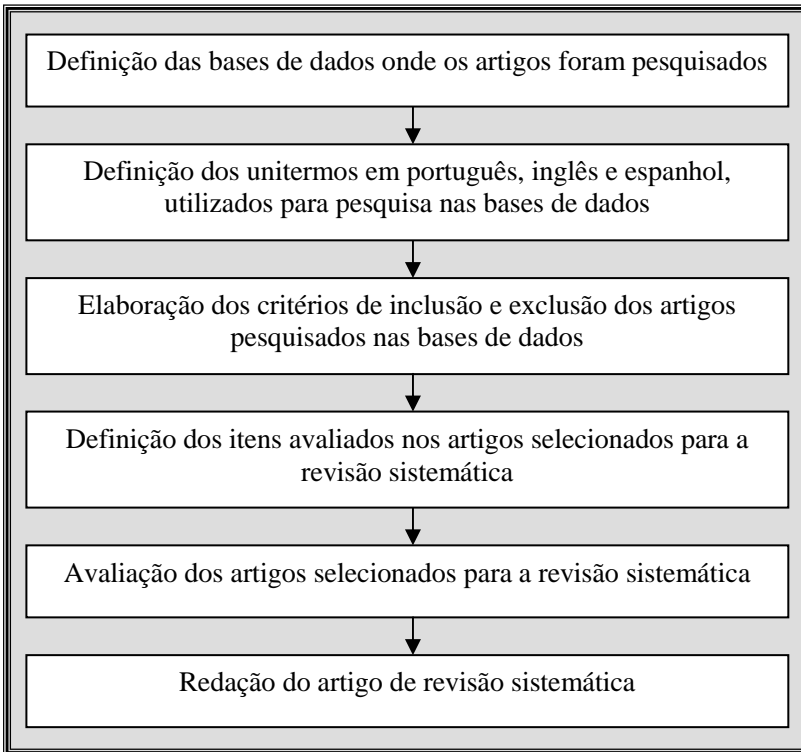 Definição das bases de dados onde os artigos foram pesquisados
Definição dos unitermos em português, inglês e espanhol,
utilizados para pesquisa nas bases de dados
Elaboração dos critérios de inclusão e exclusão dos artigos
pesquisados nas bases de dados
Definição dos itens avaliados nos artigos selecionados para a
revisão sistemática
Avaliação dos artigos selecionados para a revisão sistemática
Redação do artigo de revisão sistemática